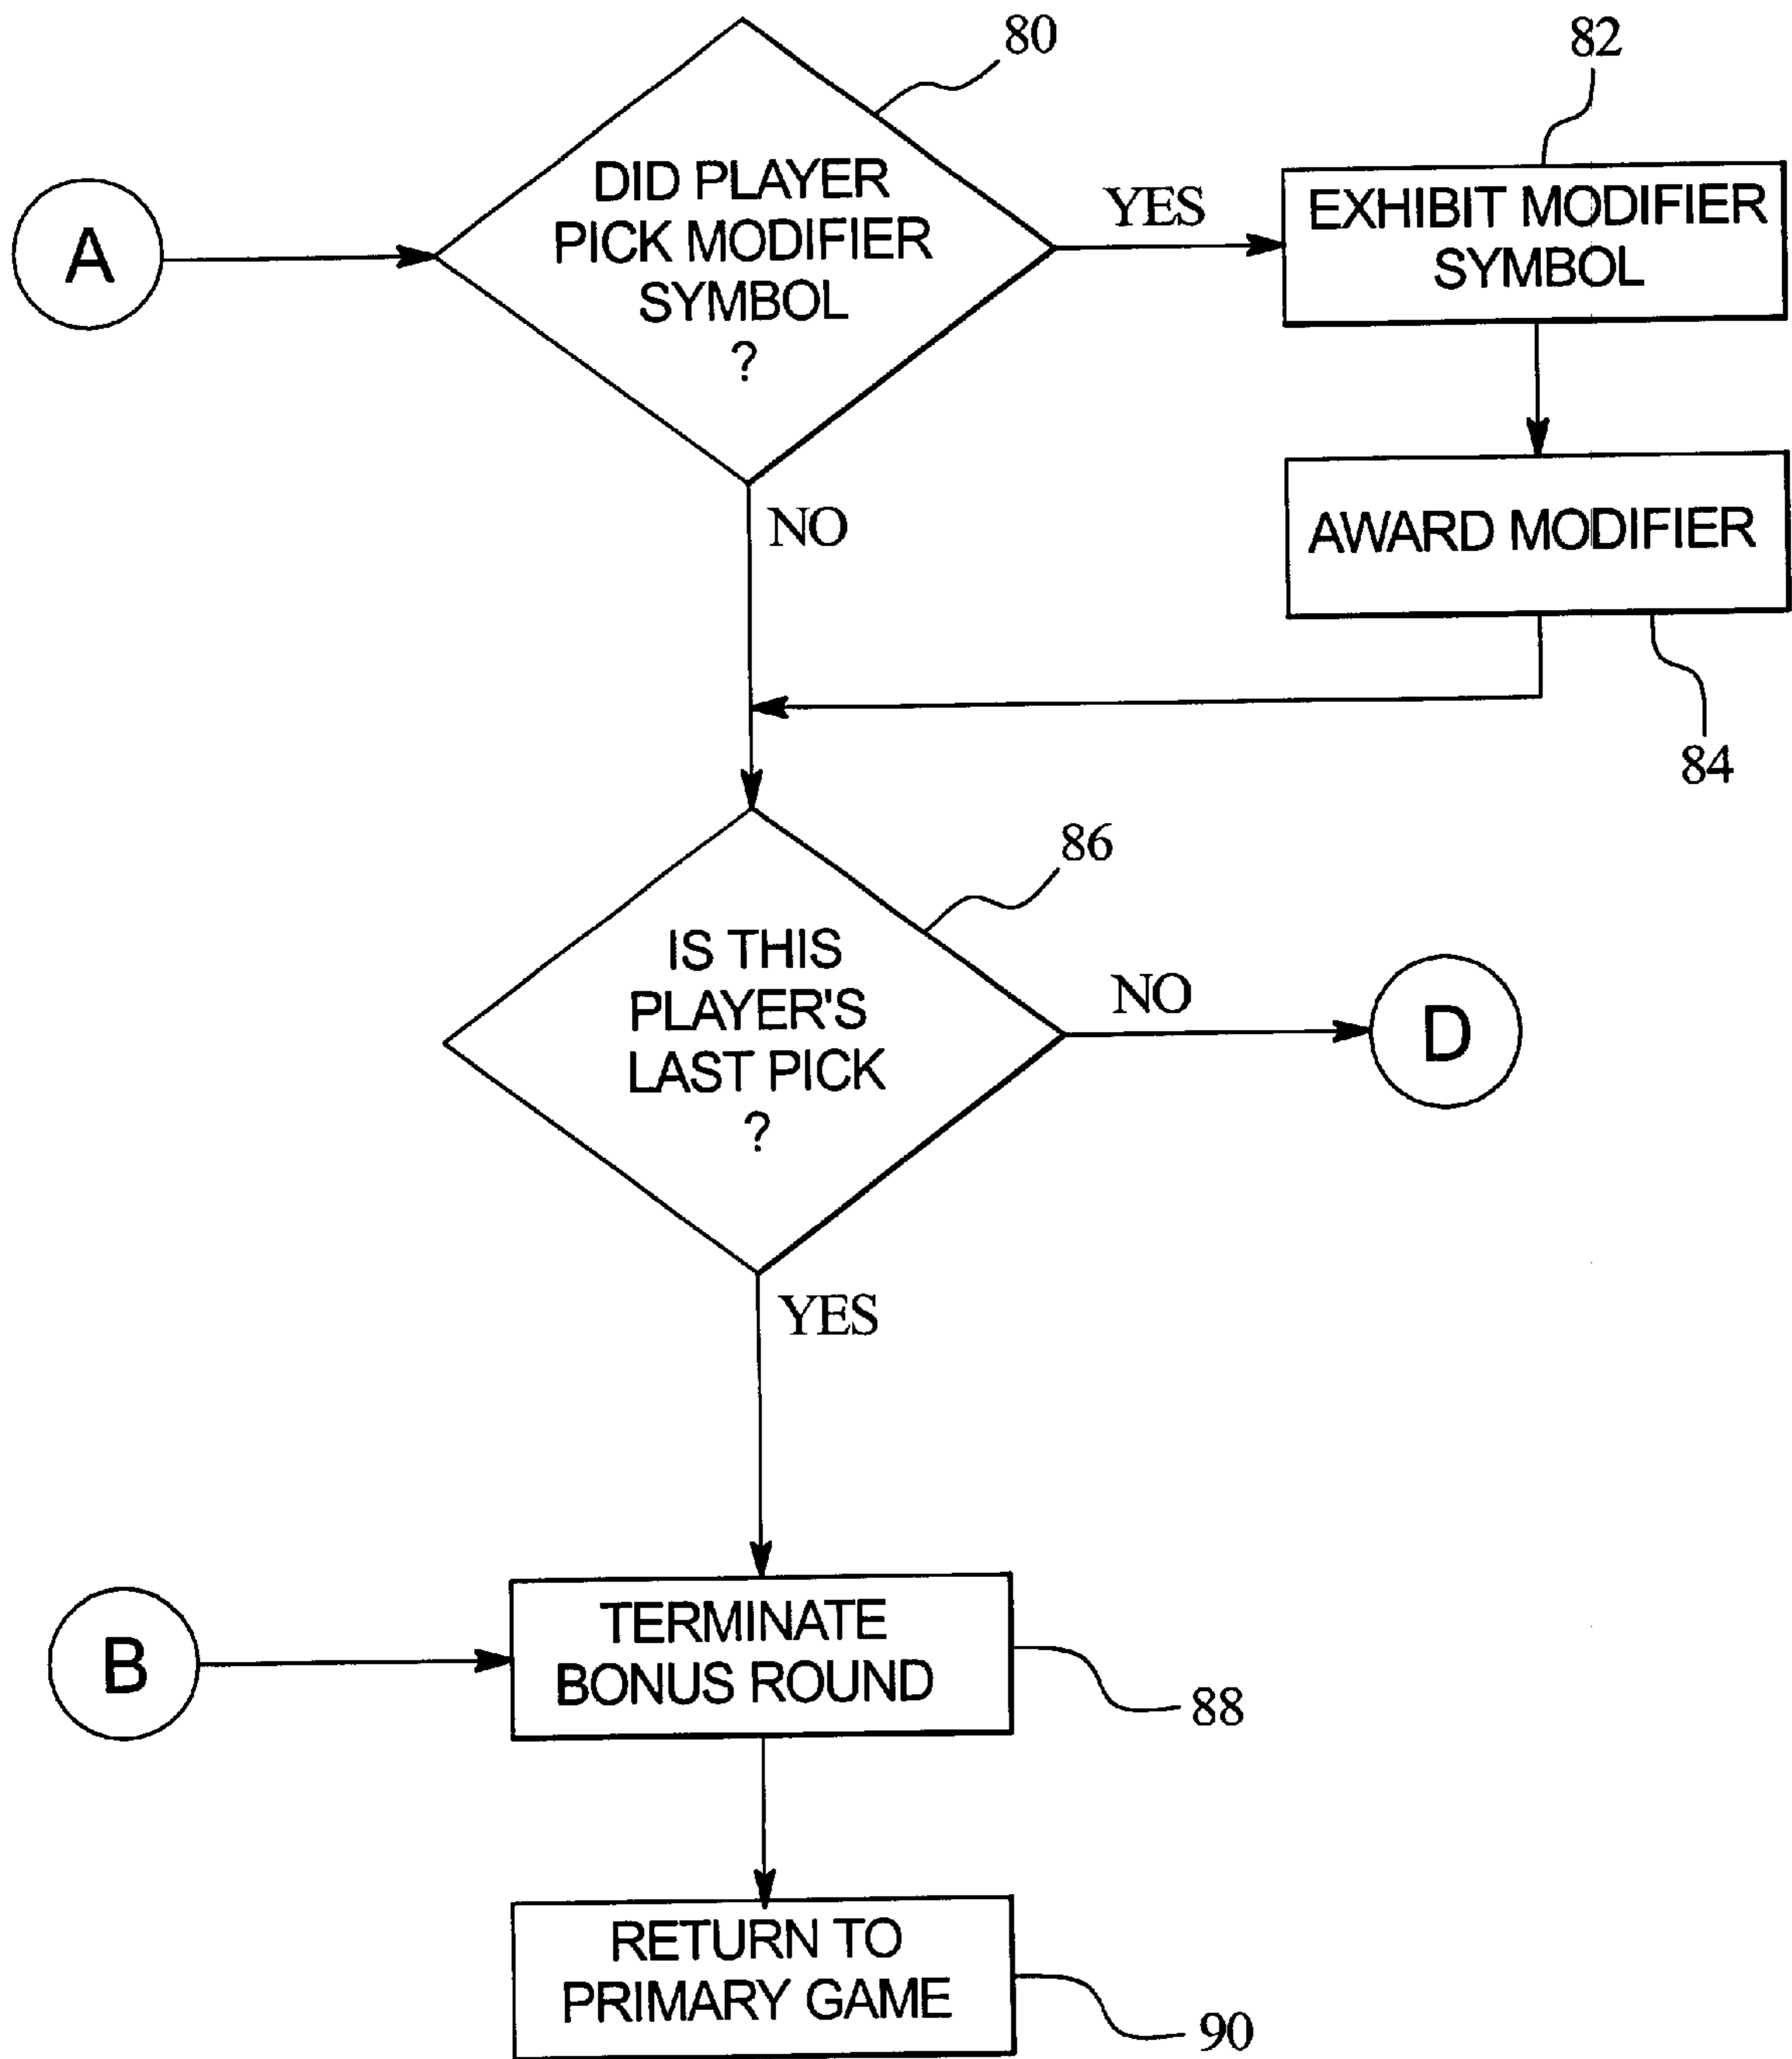 80
82
A
DID PLAYER
PICK MODIFIER
SYMBOL
?
YES
EXHIBIT MODIFIER
SYMBOL
NO
AWARD MODIFIER
84
86
IS THIS
PLAYER'S
LAST PICK
?
NO
D
YES
B
TERMINATE
BONUS ROUND
88
RETURN TO
PRIMARY GAME
90